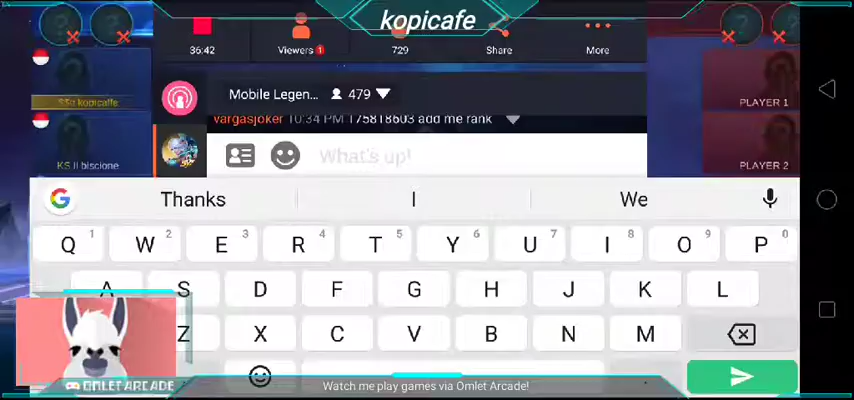 kopicafe
36:42
Viewers 1
729
Share
More
STo kopicaffe
Mobile Legen... 479
PLAYER 1
vargasjoker 10:34 PM 175818603 add me rank
KS II biscione
What's up!
PLAYER 2
G Thanks I We
Q 1 W 2 E 3 R 4 T 5 Y 6 U 7 I 8 O 9 P 0
A S D F G H J K L
Z X C V B N M
OMLET ARCADE
Watch me play games via Omlet Arcade!